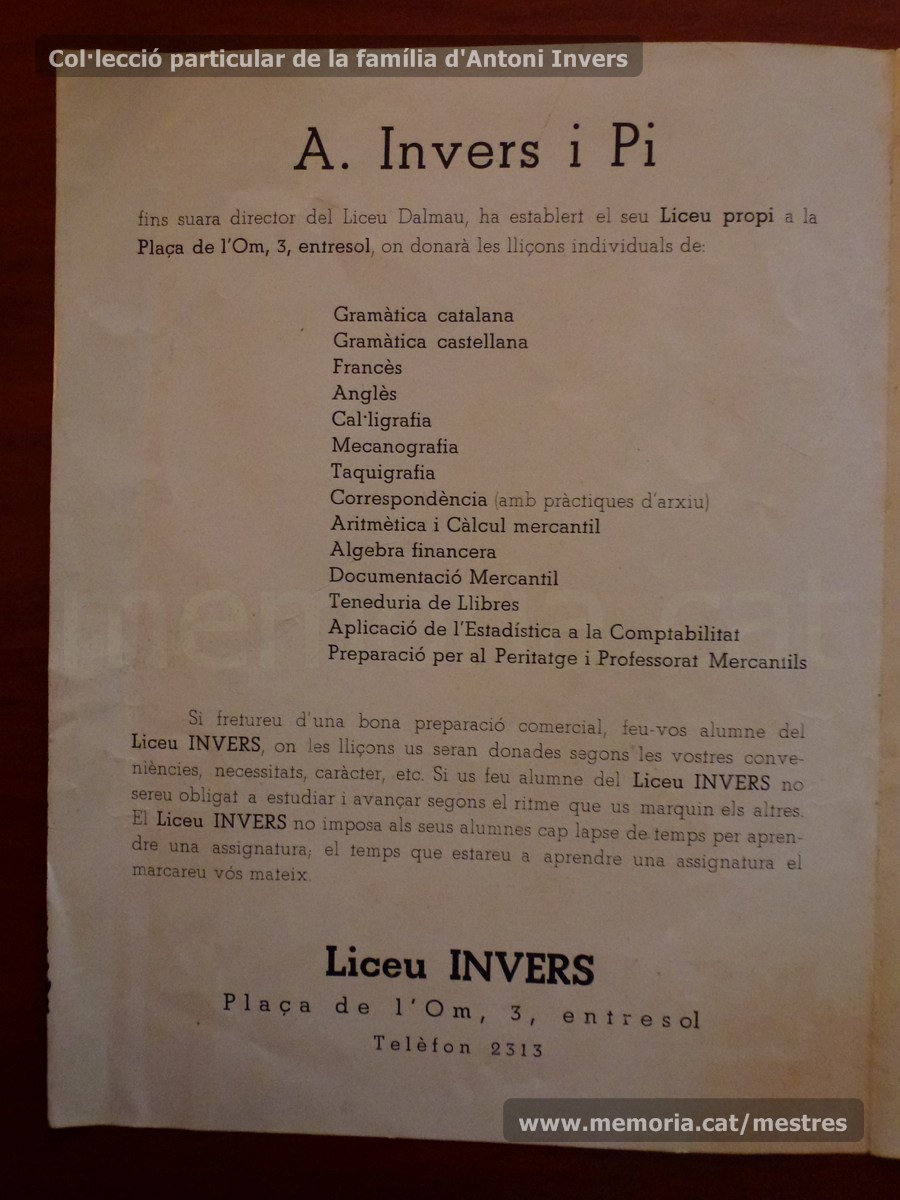 Col·lecció particular de la família d'Antoni Invers
A. Invers i Pi
fins suara director del Liceu Dalmau, ha establert el seu Liceu propi a la
Plaça de l'Om, 3, entresol, on donarà les lliçons individuals de:
Gramàtica catalana
Gramàtica castellana
Francès
Anglès
Cal·ligrafia
Mecanografia
Taquigrafia
Correspondència (amb pràctiques d'arxiu)
Aritmètica i Càlcul mercantil
Algebra financera
Documentació Mercantil
Teneduria de Llibres
Aplicació de l'Estadística a la Comptabilitat
Preparació per al Peritatge i Professorat Mercantils
Si fretureu d'una bona preparació comercial, feu-vos alumne del
Liceu INVERS, on les lliçons us seran donades segons les vostres conve-
niències, necessitats, caràcter, etc. Si us feu alumne del Liceu INVERS no
sereu obligat a estudiar i avançar segons el ritme que us marquin els altres.
El Liceu INVERS no imposa als seus alumnes cap lapse de temps per apren-
dre una assignatura; el temps que estareu a aprendre una assignatura el
marcareu vós mateix.
Liceu INVERS
Plaça de l'Om, 3, entresol
Telèfon 2313
www.memoria.cat/mestres